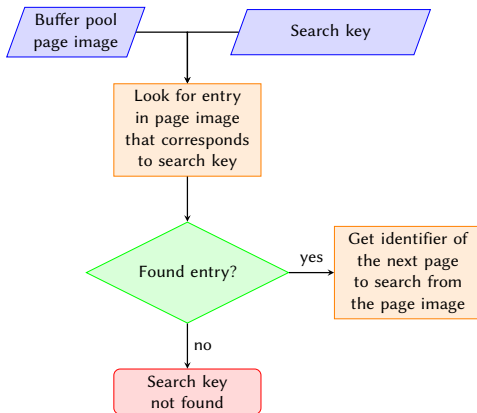 Buffer pool
page image
Search key
Look for entry
in page image
that corresponds
to search key
Found entry?
yes
Get identifier of
the next page
to search from
the page image
no
Search key
not found